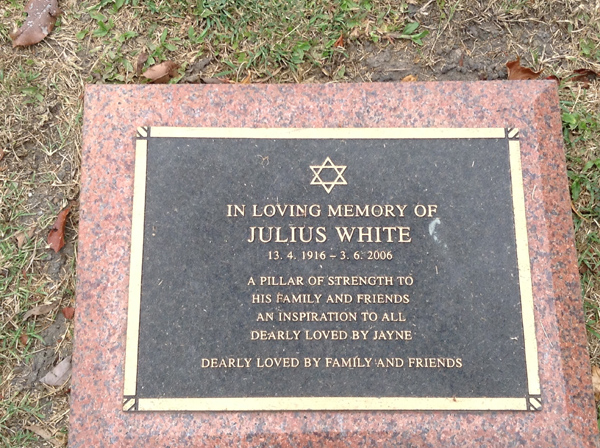 IN LOVING MEMORY OF
JULIUS WHITE
13. 4. 1916 – 3. 6. 2006
A PILLAR OF STRENGTH TO
HIS FAMILY AND FRIENDS
AN INSPIRATION TO ALL
DEARLY LOVED BY JAYNE
DEARLY LOVED BY FAMILY AND FRIENDS